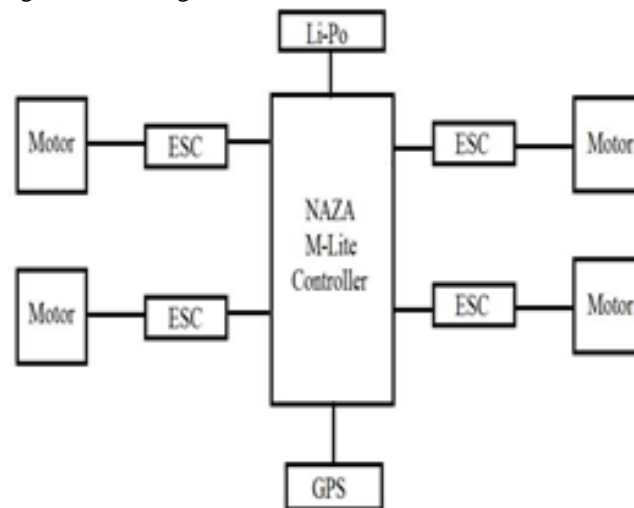 Li-Po
Motor
ESC
ESC
Motor
NAZA
M-Lite
Controller
Motor
ESC
ESC
Motor
GPS